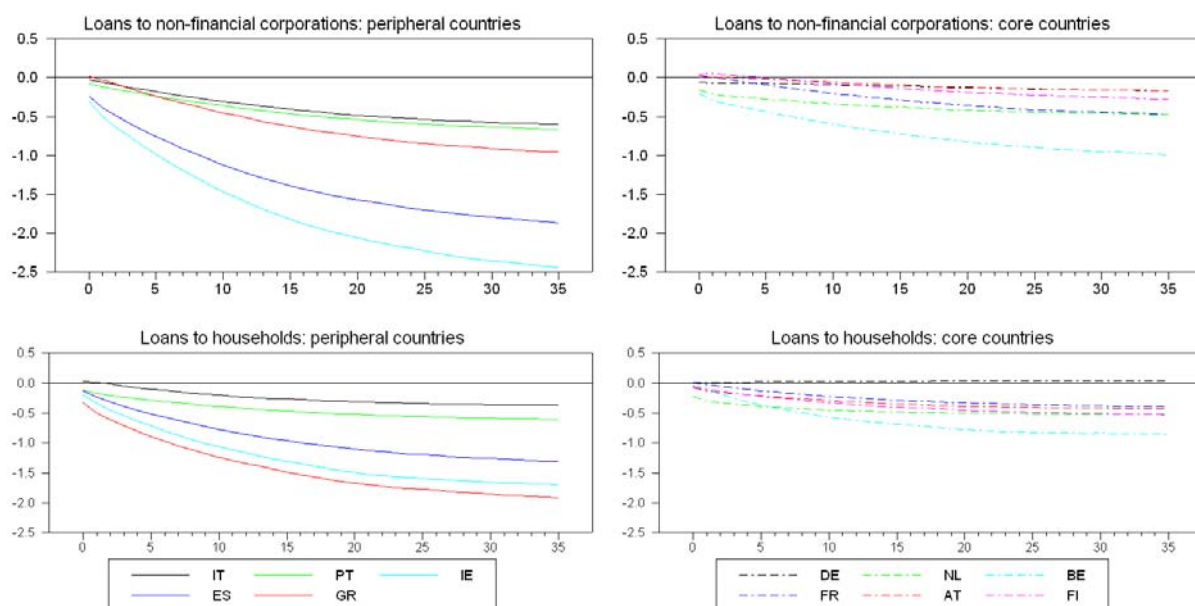 Loans to non-financial corporations: peripheral countries
0.5
0.0
-0.5
-1.0
-1.5
-2.0
-2.5
0 5 10 15 20 25 30 35
Loans to non-financial corporations: core countries
0.5
0.0
-0.5
-1.0
-1.5
-2.0
-2.5
0 5 10 15 20 25 30 35
Loans to households: peripheral countries
0.5
0.0
-0.5
-1.0
-1.5
-2.0
-2.5
0 5 10 15 20 25 30 35
Loans to households: core countries
0.5
0.0
-0.5
-1.0
-1.5
-2.0
-2.5
0 5 10 15 20 25 30 35
IT PT IE
ES GR
DE NL BE
FR AT FI